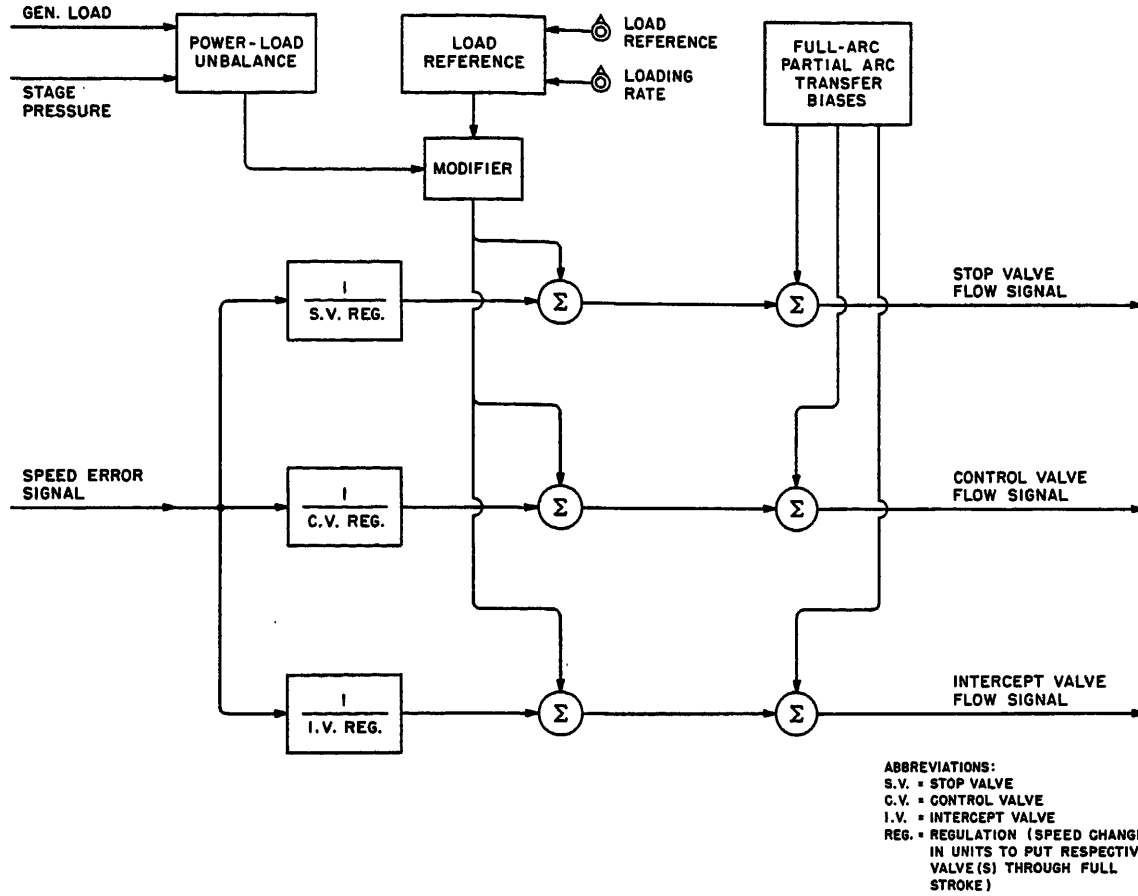 GEN. LOAD
STAGE
PRESSURE
POWER-LOAD
UNBALANCE
LOAD
REFERENCE
LOAD
REFERENCE
LOADING
RATE
FULL-ARC
PARTIAL ARC
TRANSFER
BIASES
MODIFIER
1
S.V. REG.
Σ
Σ
STOP VALVE
FLOW SIGNAL
SPEED ERROR
SIGNAL
1
C.V. REG.
Σ
Σ
CONTROL VALVE
FLOW SIGNAL
1
I.V. REG.
Σ
Σ
INTERCEPT VALVE
FLOW SIGNAL
ABBREVIATIONS:
S.V. = STOP VALVE
C.V. = CONTROL VALVE
I.V. = INTERCEPT VALVE
REG. = REGULATION (SPEED CHANG
IN UNITS TO PUT RESPECTIV
VALVE(S) THROUGH FULL
STROKE)